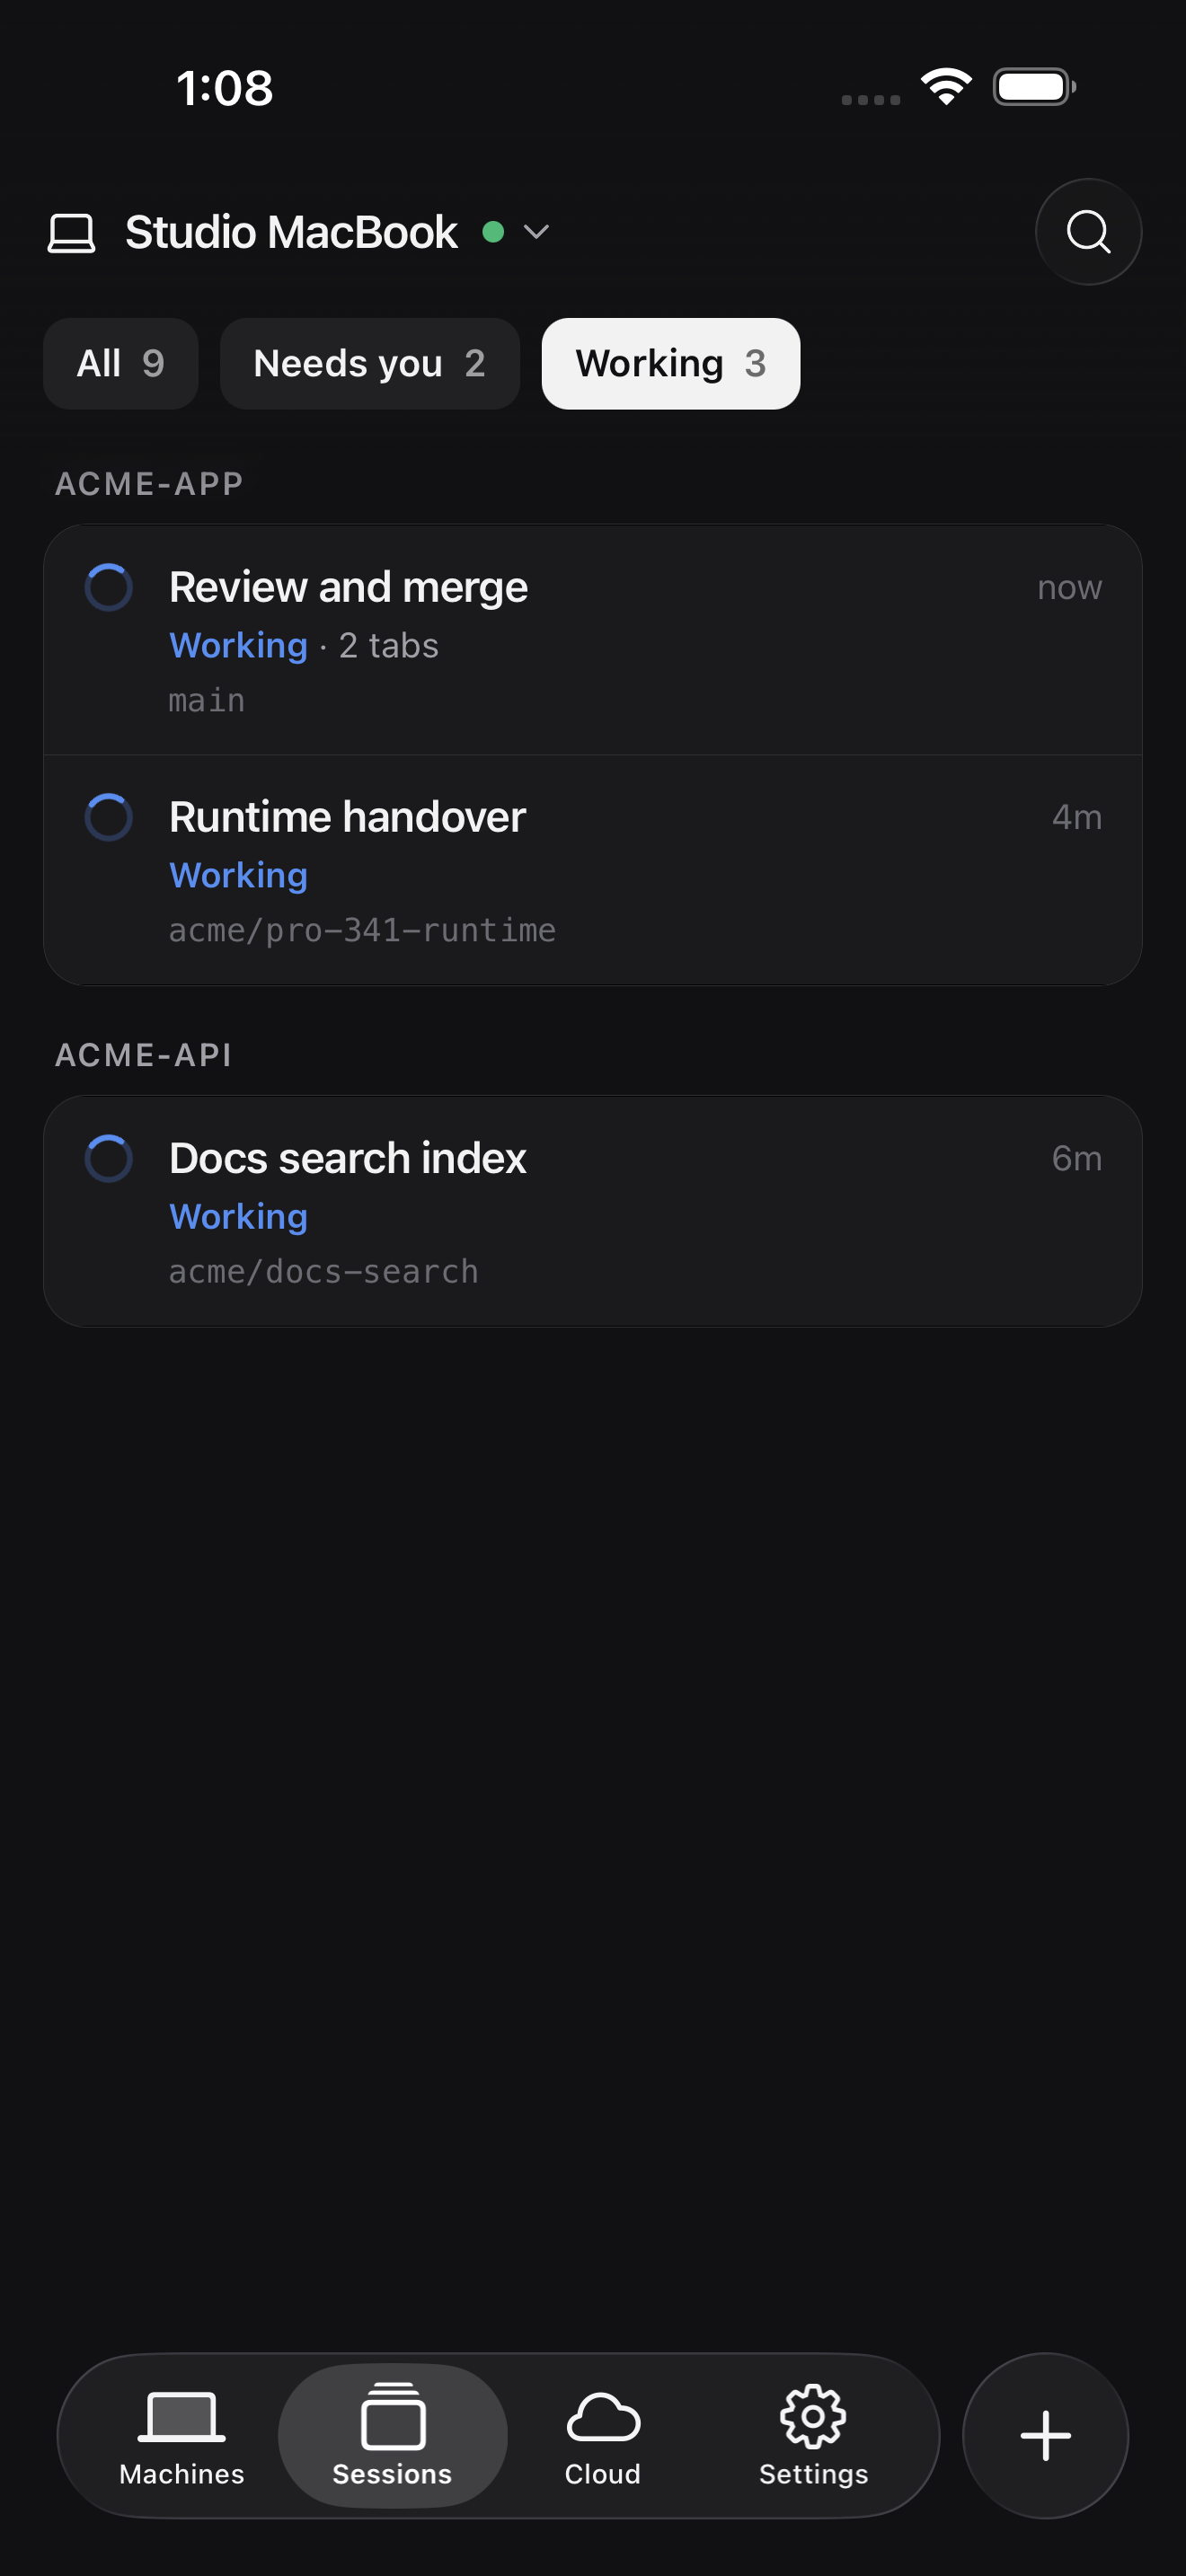 1:08
Studio MacBook
All 9
Needs you 2
Working 3
ACME-APP
Review and merge
now
Working · 2 tabs
main
Runtime handover
4m
Working
acme/pro-341-runtime
ACME-API
Docs search index
6m
Working
acme/docs-search
Machines
Sessions
Cloud
Settings